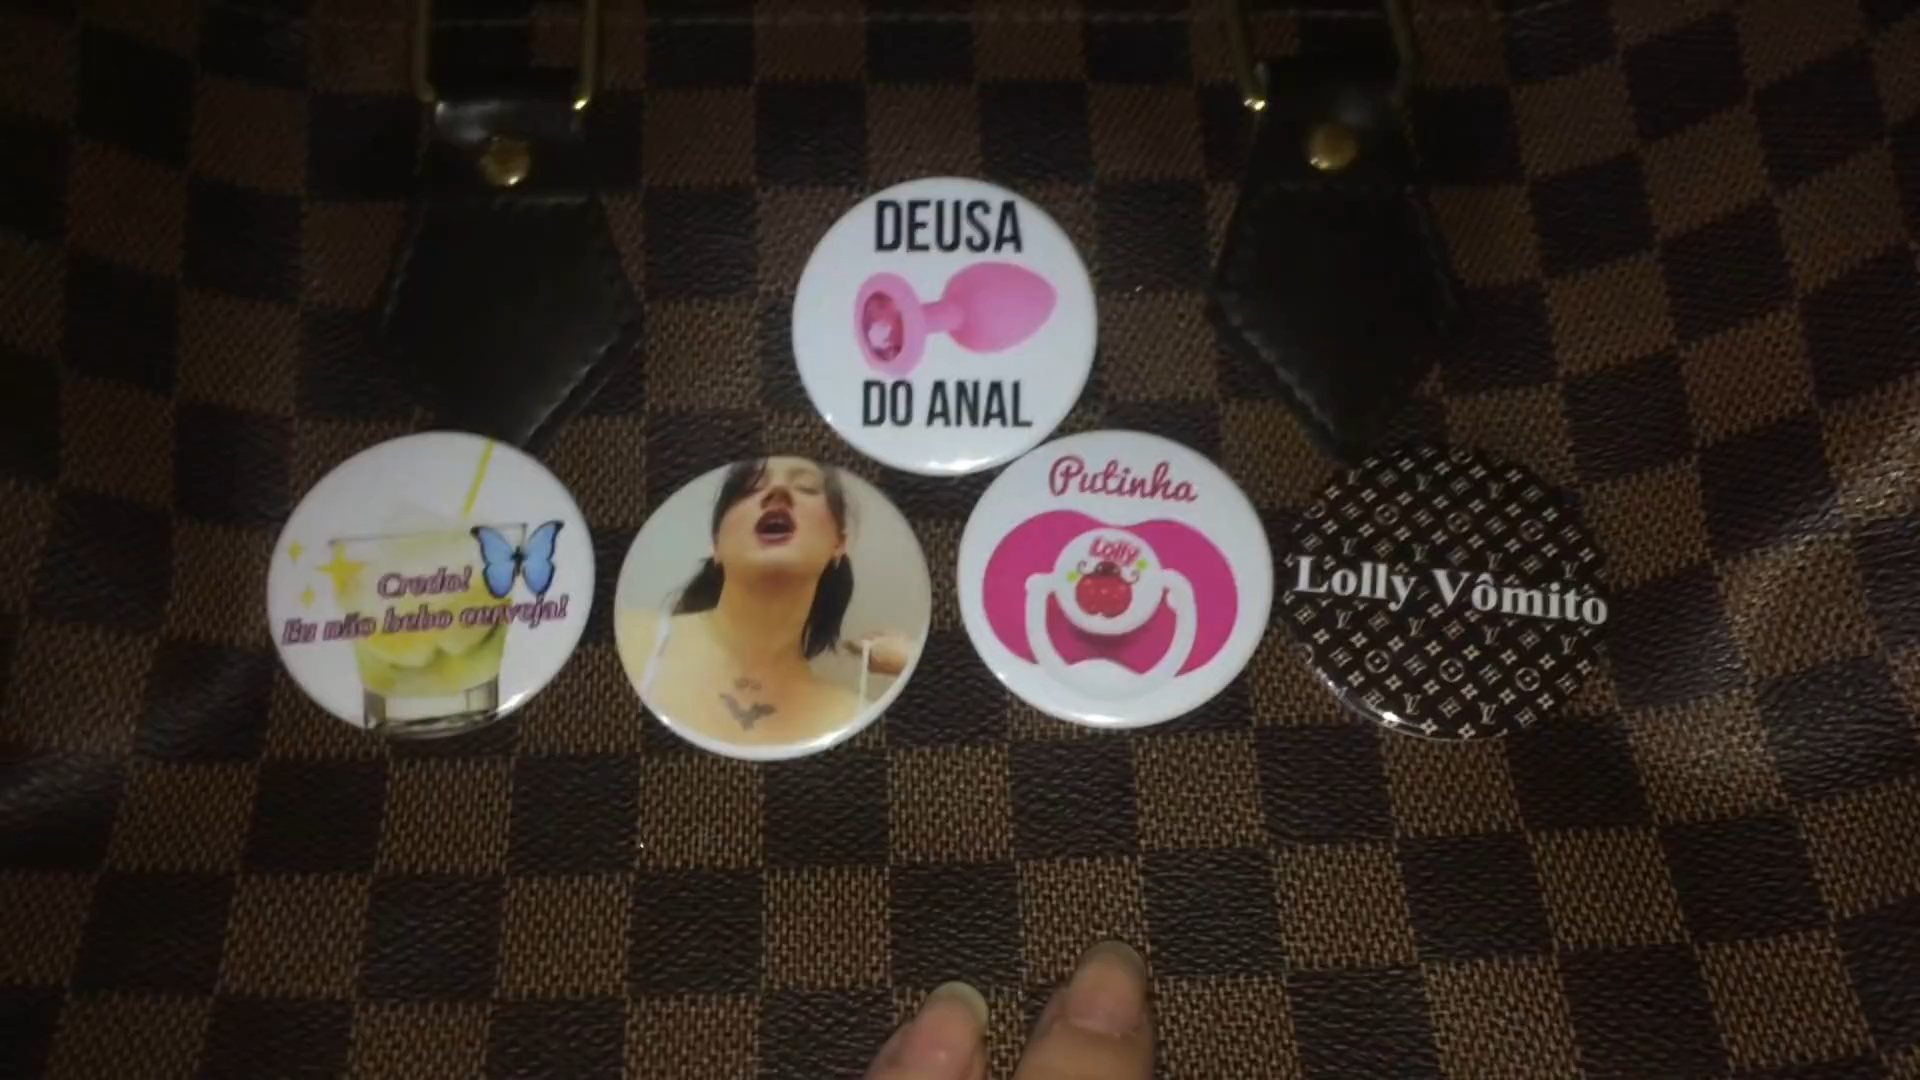 DEUSA
DO ANAL
Credo!
Eu não bebo cerveja!
Putinha
Lolly
Lolly Vômito